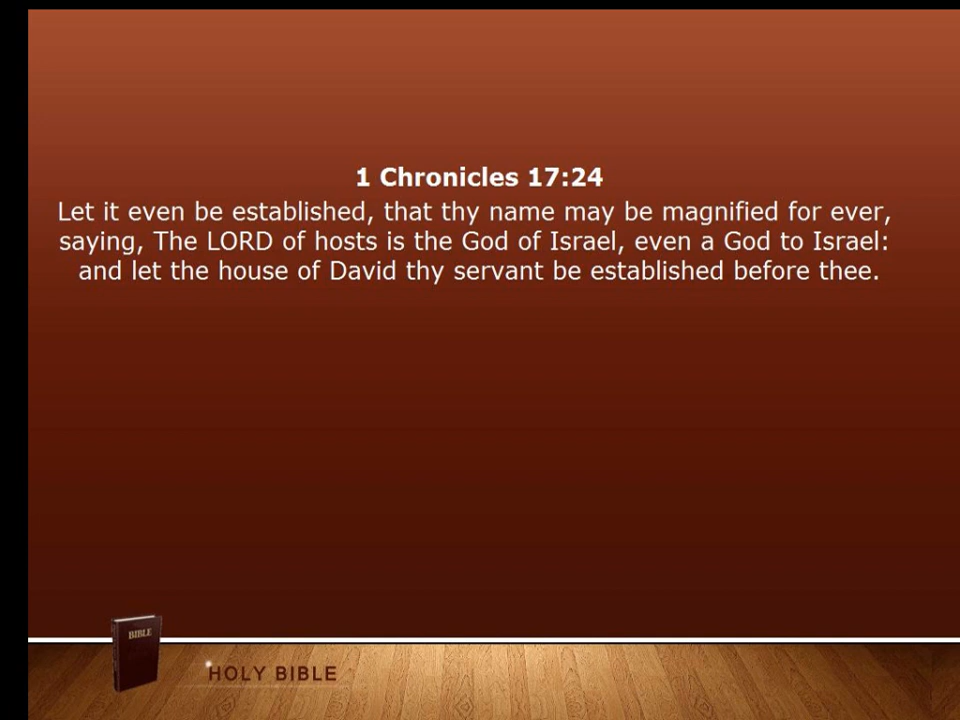 1 Chronicles 17:24
Let it even be established, that thy name may be magnified for ever,
saying, The LORD of hosts is the God of Israel, even a God to Israel:
and let the house of David thy servant be established before thee.
BIBLE
HOLY BIBLE